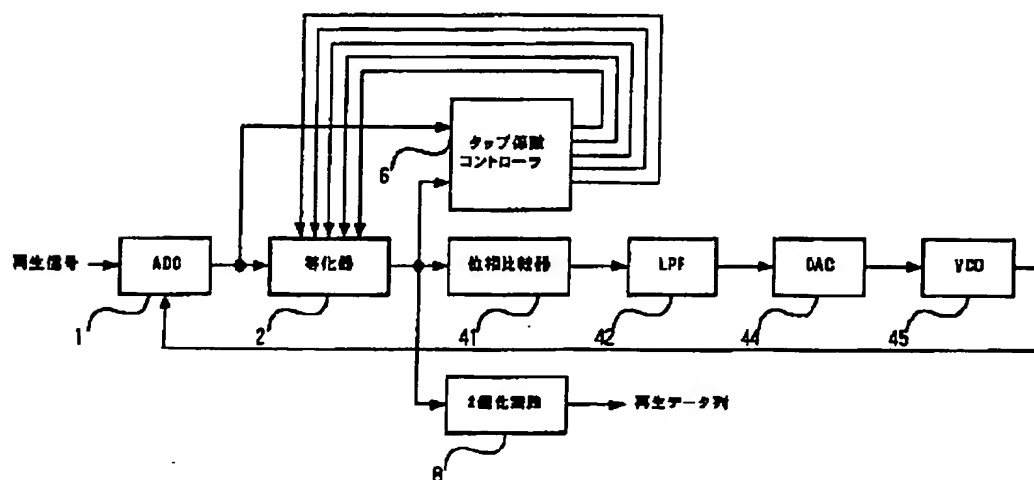 タップ係数
コントローラ
6
再生信号
ADC
等化器
位相比較器
LPF
DAC
VCO
1
2
41
42
44
45
2値化回路
再生データ列
8